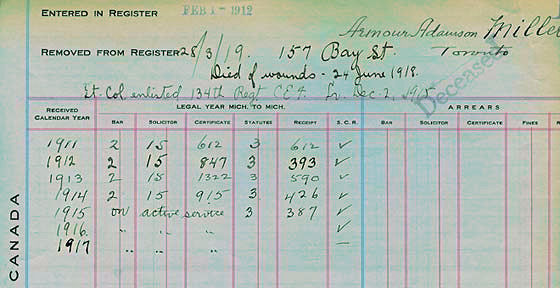 ENTERED IN REGISTER FEB 1 - 1912
Armour Adamson Mille
REMOVED FROM REGISTER 28/3/19. 157 Bay St. Toronto
Died of wounds - 24 June 1918.
Deceased
Lt. Col enlisted 134th Regt C.E.F. Dec. 2, 1915
RECEIVED CALENDAR YEAR LEGAL YEAR MICH. TO MICH. ARREARS
BAR SOLICITOR CERTIFICATE STATUTES RECEIPT S.C.R. BAR SOLICITOR CERTIFICATE FINES R
1911 2 15 612 3 612 ✓
1912 2 15 847 3 393 ✓
1913 2 15 1322 3 590 ✓
1914 2 15 915 3 426 ✓
1915 on active service 3 387 ✓
1916 " " " ✓
1917 " " " —
CANADA